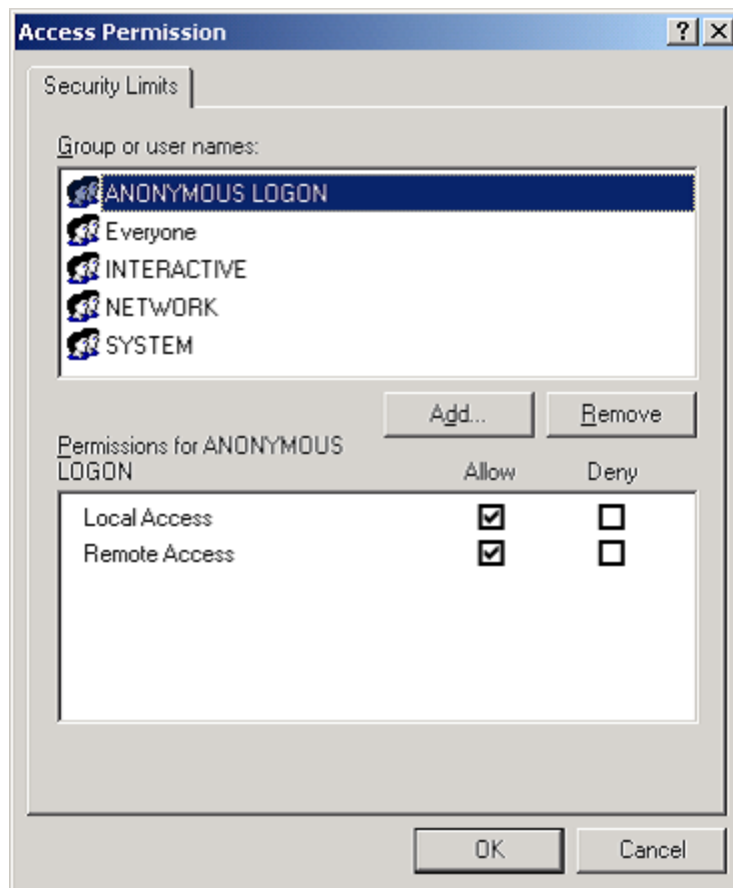 Access Permission
Security Limits
Group or user names:
ANONYMOUS LOGON
Everyone
INTERACTIVE
NETWORK
SYSTEM
Add... Remove
Permissions for ANONYMOUS
LOGON Allow Deny
Local Access
Remote Access
OK Cancel